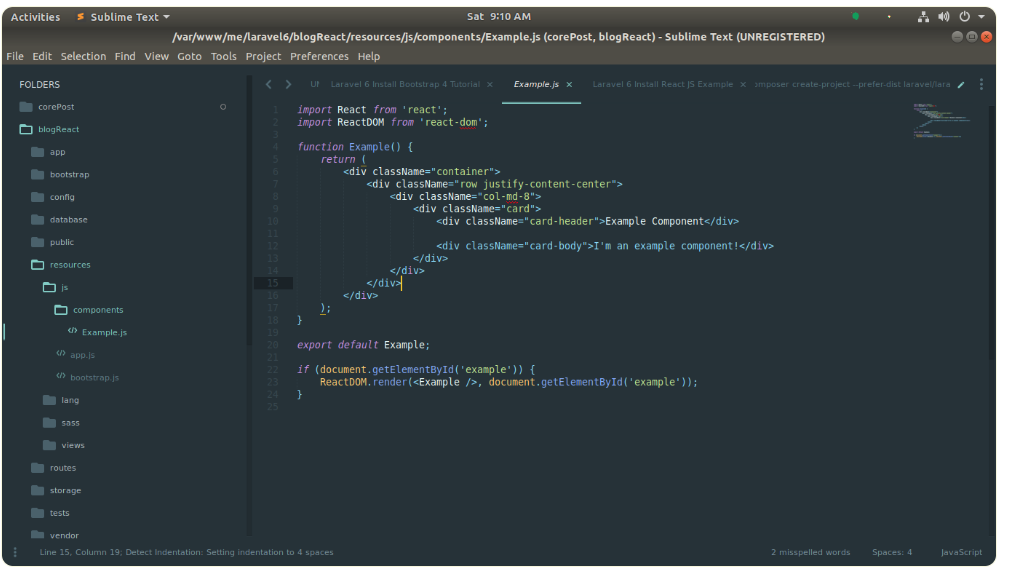 Activities Sublime Text Sat 9:10 AM
/var/www/me/laravel6/blogReact/resources/js/components/Example.js (corePost, blogReact) - Sublime Text (UNREGISTERED)
File Edit Selection Find View Goto Tools Project Preferences Help
FOLDERS
corePost
blogReact
app
bootstrap
config
database
public
resources
js
components
Example.js
app.js
bootstrap.js
lang
sass
views
routes
storage
tests
vendor
Laravel 6 Install Bootstrap 4 Tutorial × Example.js × Laravel 6 Install React JS Example × omposer create-project --prefer-dist laravel/lara
1 import React from 'react';
2 import ReactDOM from 'react-dom';
3
4 function Example() {
5 return (
6 <div className="container">
7 <div className="row justify-content-center">
8 <div className="col-md-8">
9 <div className="card">
10 <div className="card-header">Example Component</div>
11
12 <div className="card-body">I'm an example component!</div>
13 </div>
14 </div>
15 </div>
16 </div>
17 );
18 }
19
20 export default Example;
21
22 if (document.getElementById('example')) {
23 ReactDOM.render(<Example />, document.getElementById('example'));
24 }
25
Line 15, Column 19; Detect Indentation: Setting indentation to 4 spaces 2 misspelled words Spaces: 4 JavaScript